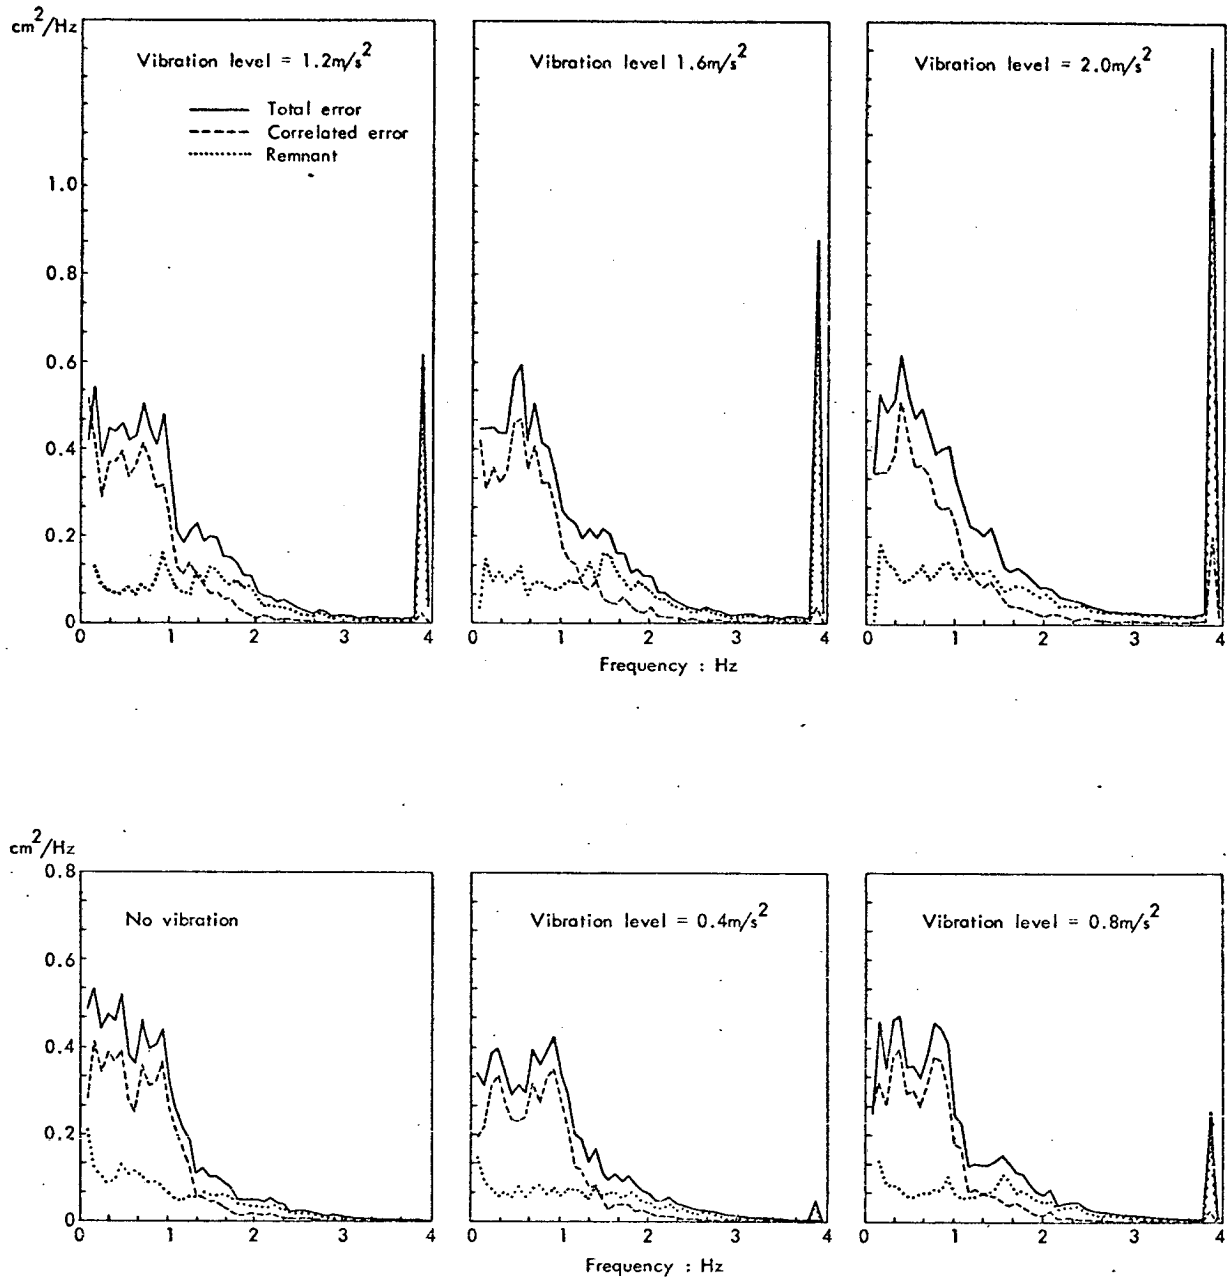 cm²/Hz
Vibration level = 1.2m/s²
Total error
Correlated error
Remnant
1.0
0.8
0.6
0.4
0.2
0
0 1 2 3 4
Vibration level 1.6m/s²
0 1 2 3 4
Frequency : Hz
Vibration level = 2.0m/s²
0 1 2 3 4
cm²/Hz
0.8
0.6
0.4
0.2
0
No vibration
0 1 2 3 4
Vibration level = 0.4m/s²
0 1 2 3 4
Frequency : Hz
Vibration level = 0.8m/s²
0 1 2 3 4